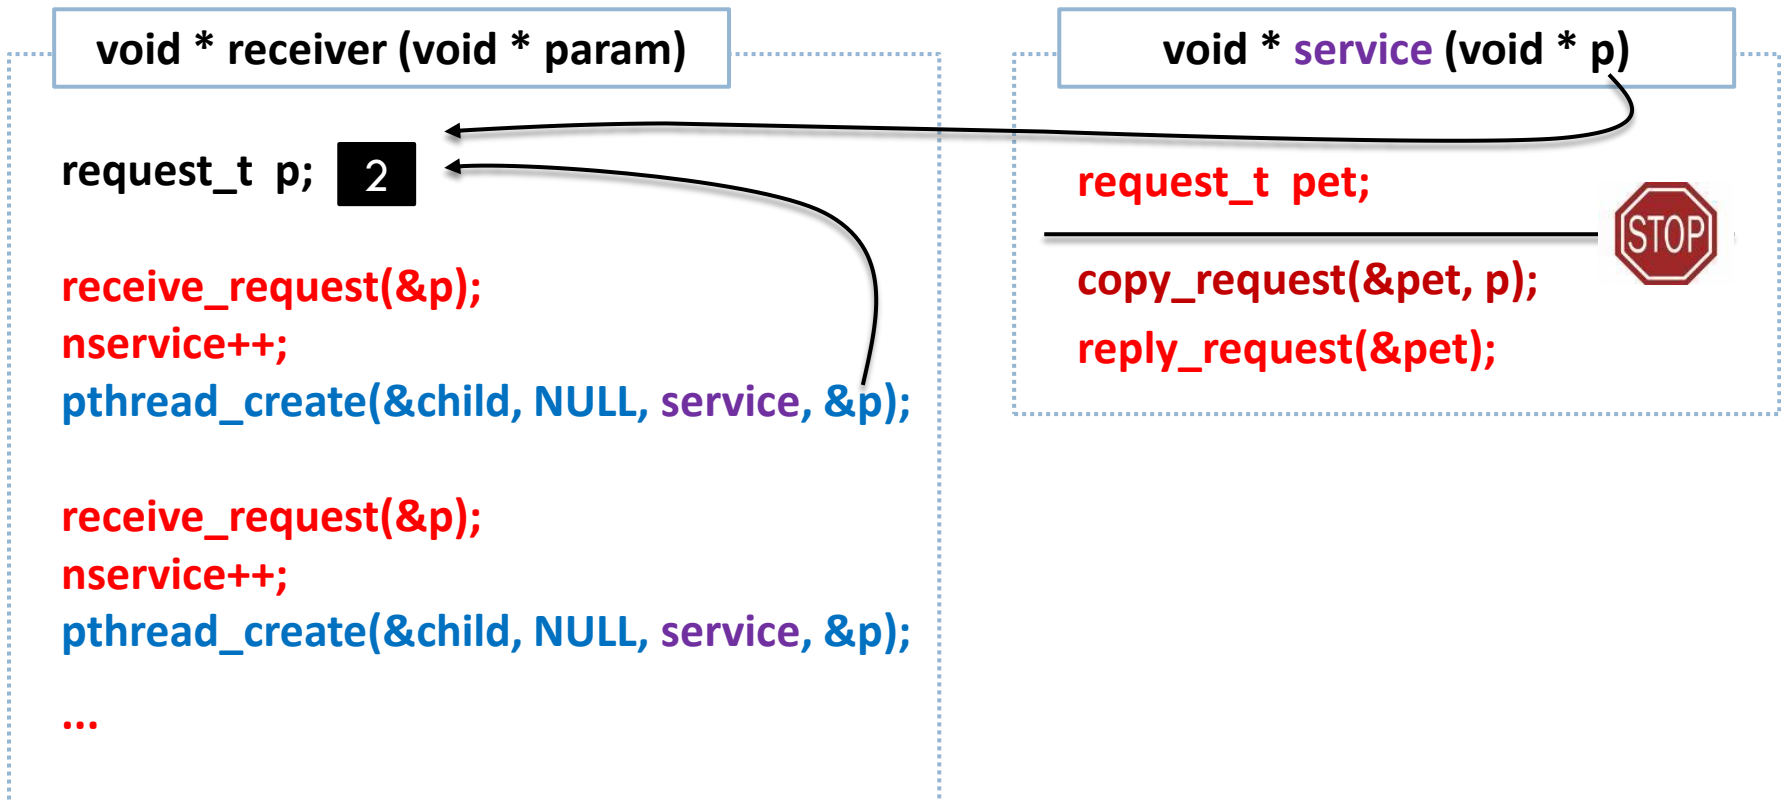 void * receiver (void * param)
request_t p; 2
receive_request(&p);
nservice++;
pthread_create(&child, NULL, service, &p);
receive_request(&p);
nservice++;
pthread_create(&child, NULL, service, &p);
...
void * service (void * p)
request_t pet;
STOP
copy_request(&pet, p);
reply_request(&pet);